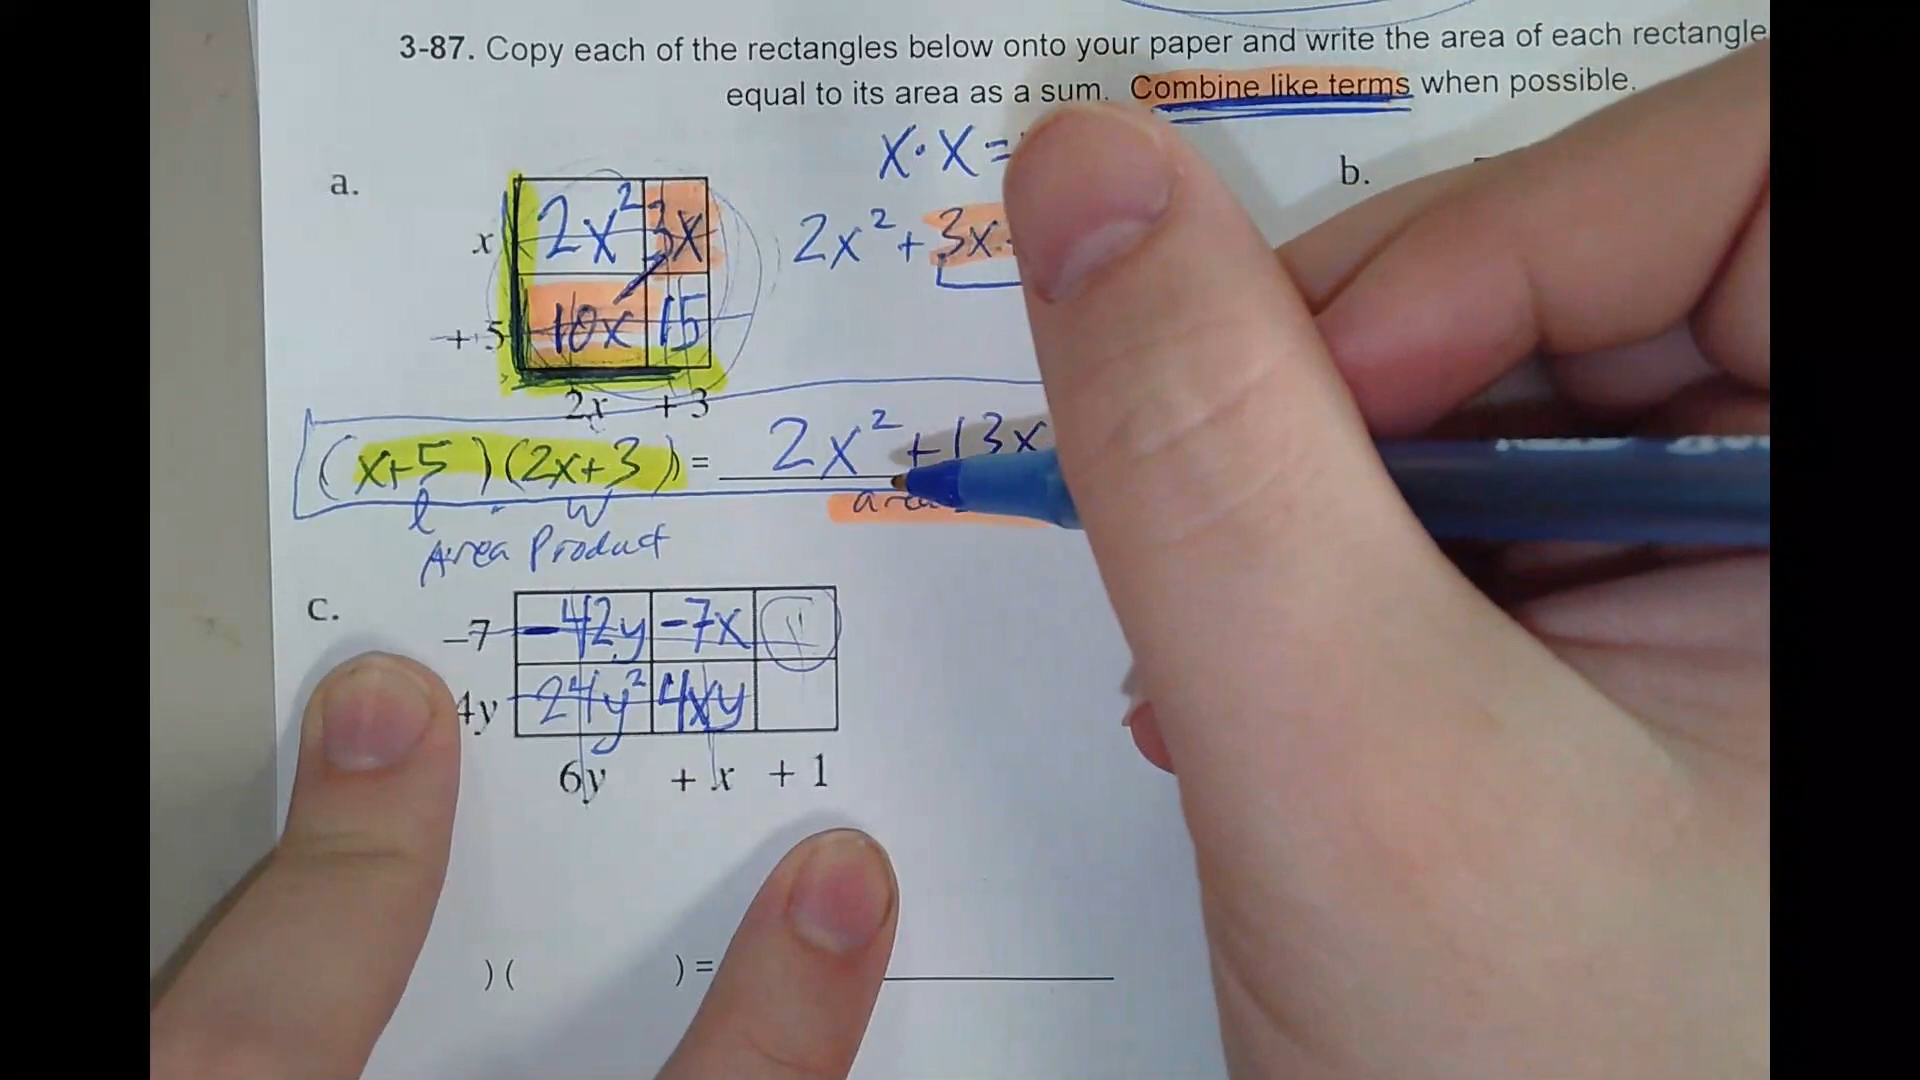 3-87. Copy each of the rectangles below onto your paper and write the area of each rectangle
equal to its area as a sum. Combine like terms when possible.
x·x=
a.
b.
2x² 3x
x
2x²+3x
10x 15
+5
2x +3
(x+5)(2x+3) = 2x²+13x
l · w
Area Product
c.
-7 -42y -7x
4y 24y² 4xy
6y + x + 1
)( ) =